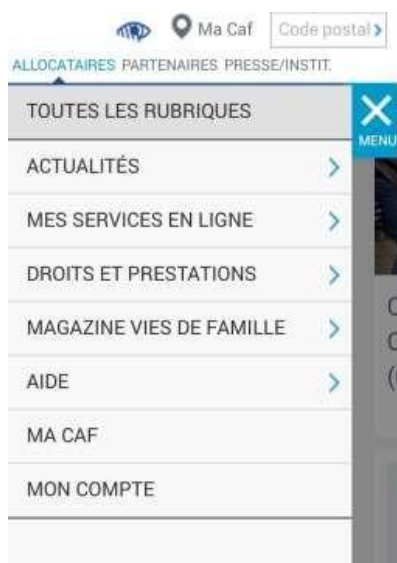 Ma Caf Code postal
ALLOCATAIRES PARTENAIRES PRESSE/INSTIT.
TOUTES LES RUBRIQUES
MENU
ACTUALITÉS
MES SERVICES EN LIGNE
DROITS ET PRESTATIONS
MAGAZINE VIES DE FAMILLE
AIDE
MA CAF
MON COMPTE